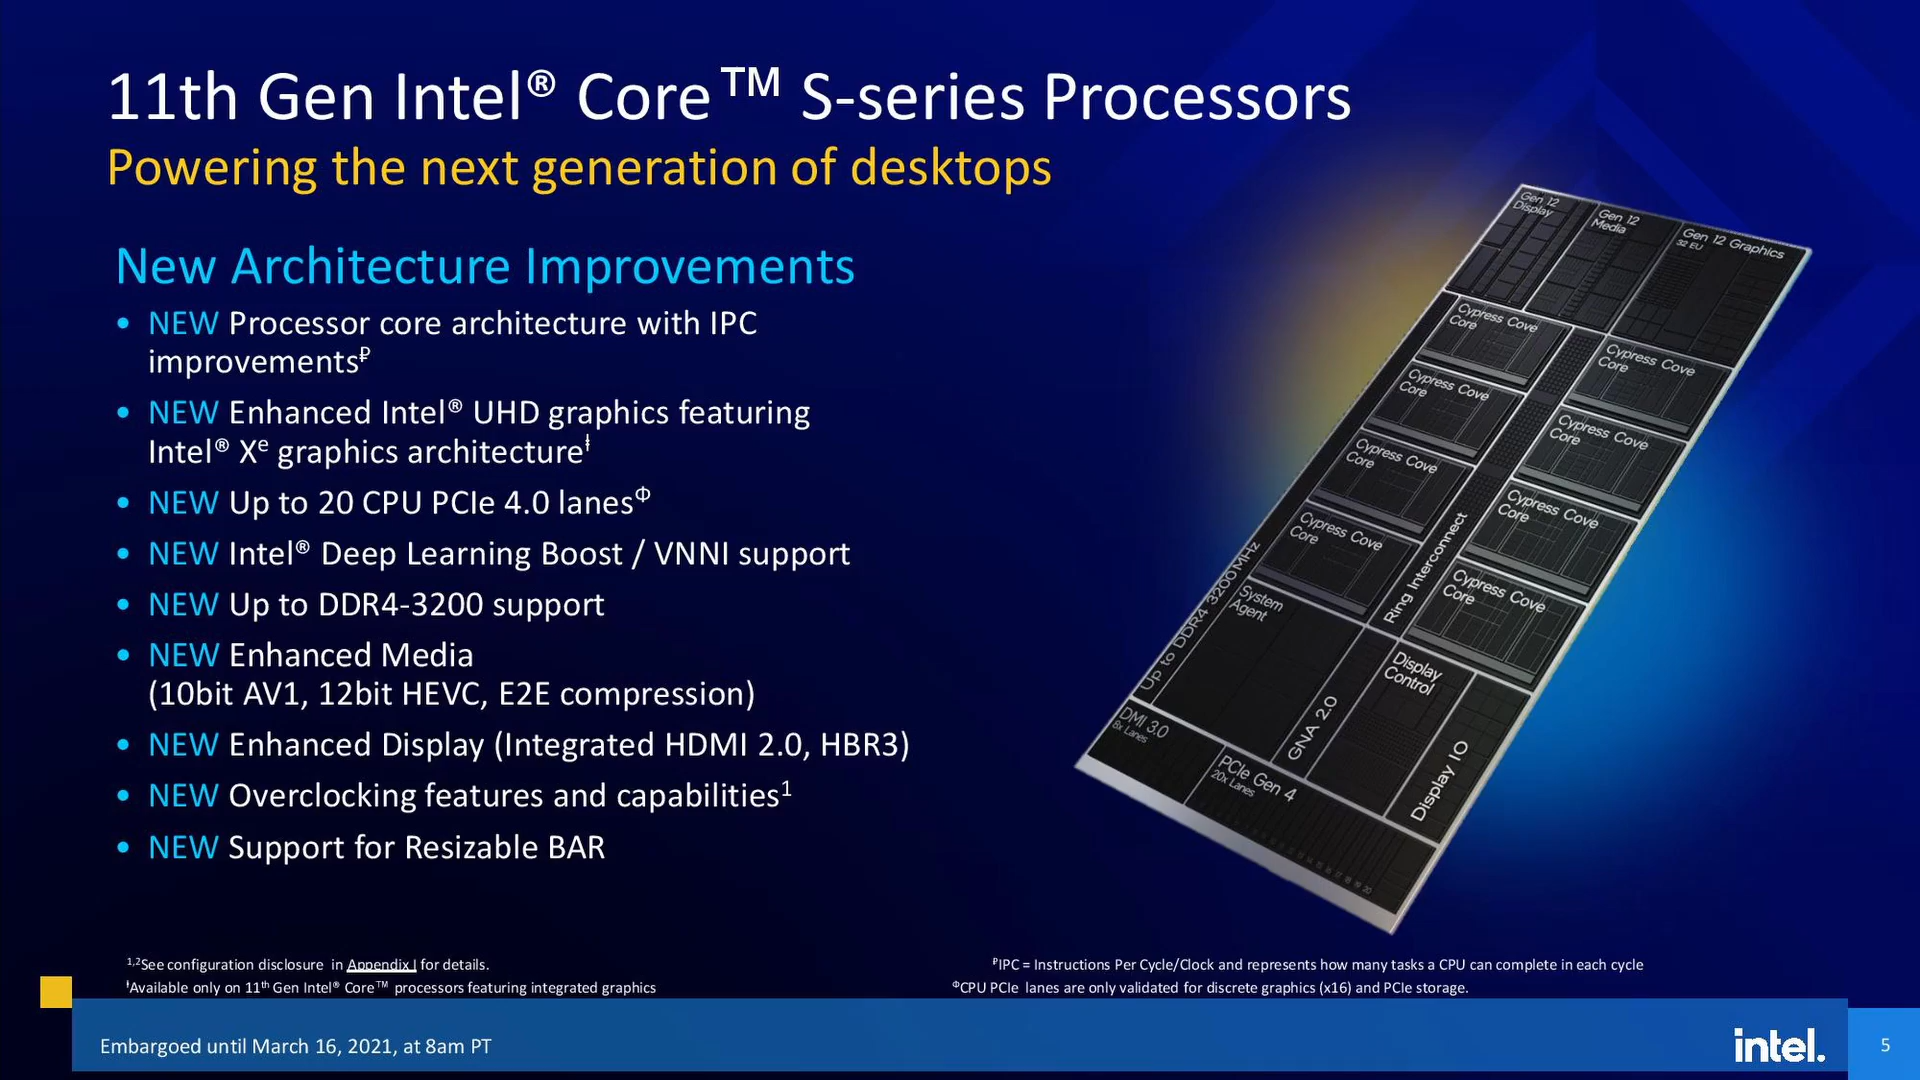 11th Gen Intel® Core™ S-series Processors
Powering the next generation of desktops
New Architecture Improvements
• NEW Processor core architecture with IPC
improvements₽
• NEW Enhanced Intel® UHD graphics featuring
Intel® Xᵉ graphics architectureƚ
• NEW Up to 20 CPU PCIe 4.0 lanesΦ
• NEW Intel® Deep Learning Boost / VNNI support
• NEW Up to DDR4-3200 support
• NEW Enhanced Media
(10bit AV1, 12bit HEVC, E2E compression)
• NEW Enhanced Display (Integrated HDMI 2.0, HBR3)
• NEW Overclocking features and capabilities¹
• NEW Support for Resizable BAR
Gen 12
Display
Gen 12
Media
Gen 12 Graphics
32 EU
Cypress Cove
Core
Cypress Cove
Core
Cypress Cove
Core
Cypress Cove
Core
Cypress Cove
Core
Cypress Cove
Core
Cypress Cove
Core
Cypress Cove
Core
Ring Interconnect
Up to DDR4 3200MHz
System
Agent
GNA 2.0
Display
Control
Display IO
DMI 3.0
8x Lanes
PCIe Gen 4
20x Lanes
¹,²See configuration disclosure in Appendix I for details.
ƚAvailable only on 11ᵗʰ Gen Intel® Core™ processors featuring integrated graphics
₽IPC = Instructions Per Cycle/Clock and represents how many tasks a CPU can complete in each cycle
ΦCPU PCIe lanes are only validated for discrete graphics (x16) and PCIe storage.
Embargoed until March 16, 2021, at 8am PT
intel.
5